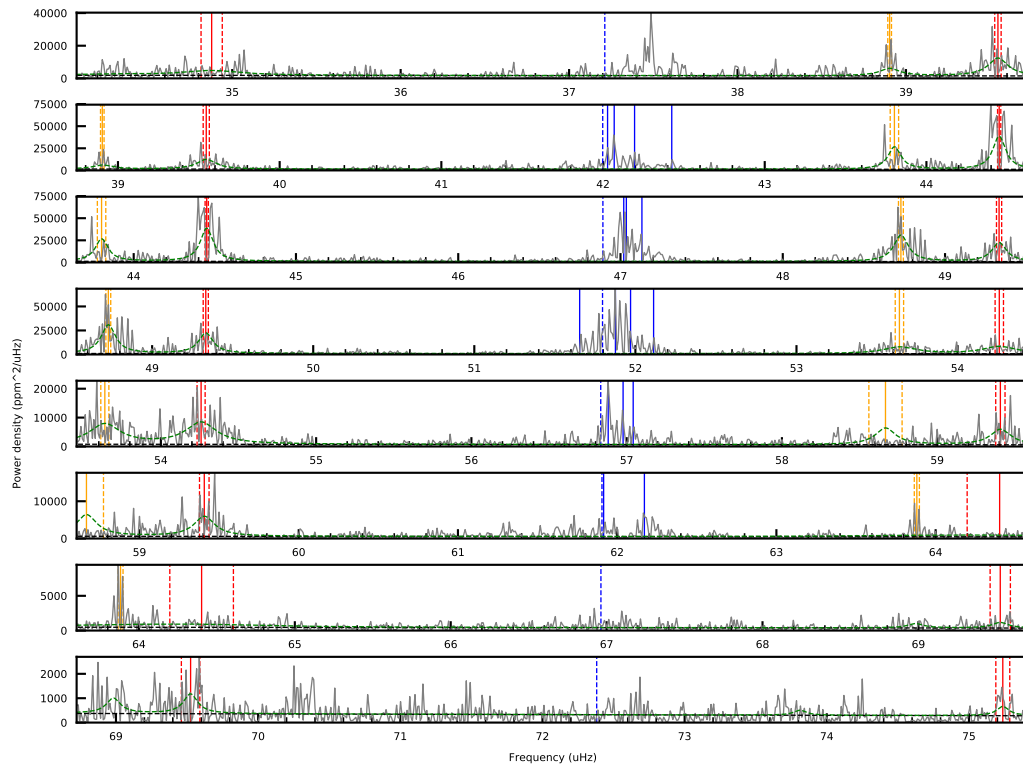 40000
20000
0
35 36 37 38 39
75000
50000
25000
0
39 40 41 42 43 44
75000
50000
25000
0
44 45 46 47 48 49
50000
25000
0
49 50 51 52 53 54
20000
10000
0
54 55 56 57 58 59
Power density (ppm^2/uHz)
10000
0
59 60 61 62 63 64
5000
0
64 65 66 67 68 69
2000
1000
0
69 70 71 72 73 74 75
Frequency (uHz)